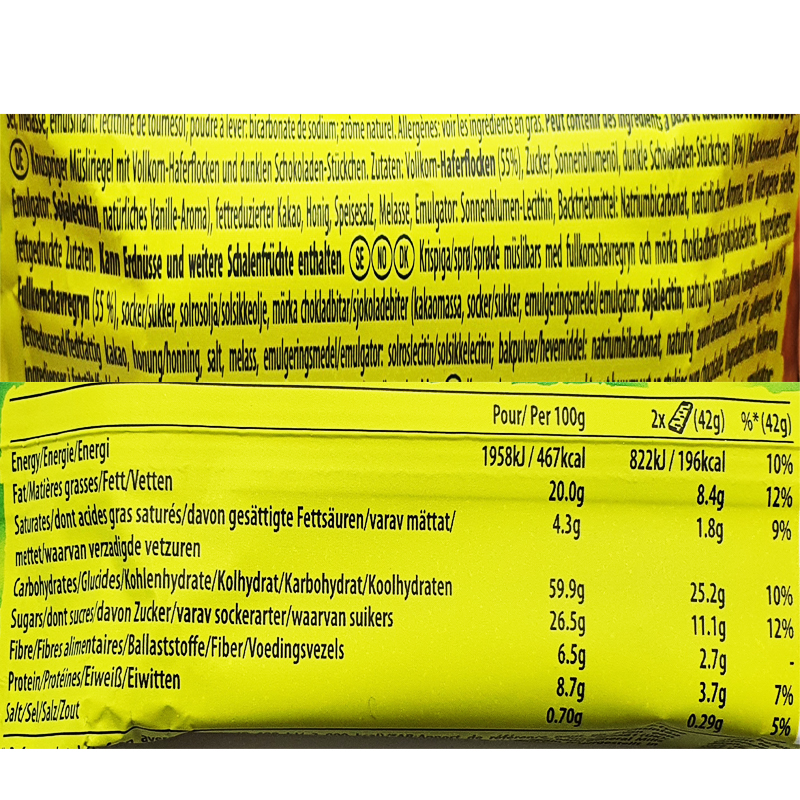 sel, mélasse, émulsifiant: lécithine de tournesol; poudre à lever: bicarbonate de sodium; arôme naturel. Allergènes: voir les ingrédients en gras. Peut contenir des
DE Knuspriger Müsliriegel mit Vollkorn-Haferflocken und dunklen Schokoladen-Stückchen. Zutaten: Vollkorn-Haferflocken (55%), Zucker, Sonnenblumenöl, dunkle Schokoladen-Stückchen (9%) (Kakaomasse, Zucker,
Emulgator: Sojalecithin, natürliches Vanille-Aroma), fettreduzierter Kakao, Honig, Speisesalz, Melasse, Emulgator: Sonnenblumen-Lecithin, Backtriebmittel: Natriumbicarbonat, natürliches Aroma. Für Allergene siehe
fettgedruckte Zutaten. Kann Erdnüsse und weitere Schalenfrüchte enthalten. SE NO DK Krispiga/sprø/sprøde müslibars med fullkornshavregryn och mörka chokladbitar/sjokoladebiter.
Fullkornshavregryn (55 %), socker/sukker, solrosolja/solsikkeolje, mörka chokladbitar/sjokoladebiter (kakaomassa, socker/sukker, emulgeringsmedel/emulgator: sojalecitin; naturlig
fettreducerad/fettfattig kakao, honung/honning, salt, melass, emulgeringsmedel/emulgator: solroslecitin/solsikkelecitin; bakpulver/hevemiddel: natriumbikarbonat, naturlig
Pour/ Per 100g 2x (42g) %* (42g)
Energy/Energie/Energi 1958kJ / 467kcal 822kJ / 196kcal 10%
Fat/Matières grasses/Fett/Vetten 20.0g 8.4g 12%
Saturates/dont acides gras saturés/davon gesättigte Fettsäuren/varav mättat/ 4.3g 1.8g 9%
mettet/waarvan verzadigde vetzuren
Carbohydrates/Glucides/Kohlenhydrate/Kolhydrat/Karbohydrat/Koolhydraten 59.9g 25.2g 10%
Sugars/dont sucres/davon Zucker/varav sockerarter/waarvan suikers 26.5g 11.1g 12%
Fibre/Fibres alimentaires/Ballaststoffe/Fiber/Voedingsvezels 6.5g 2.7g -
Protein/Protéines/Eiweiß/Eiwitten 8.7g 3.7g 7%
Salt/Sel/Salz/Zout 0.70g 0.29g 5%